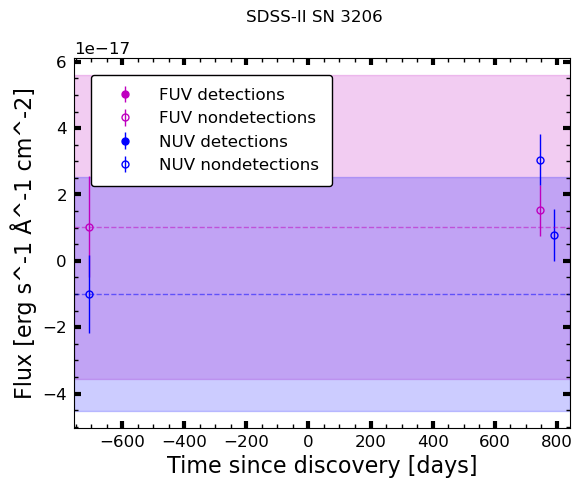 SDSS-II SN 3206
1e−17
FUV detections
FUV nondetections
NUV detections
NUV nondetections
6
4
2
0
−2
−4
Flux [erg s^-1 Å^-1 cm^-2]
−600 −400 −200 0 200 400 600 800
Time since discovery [days]